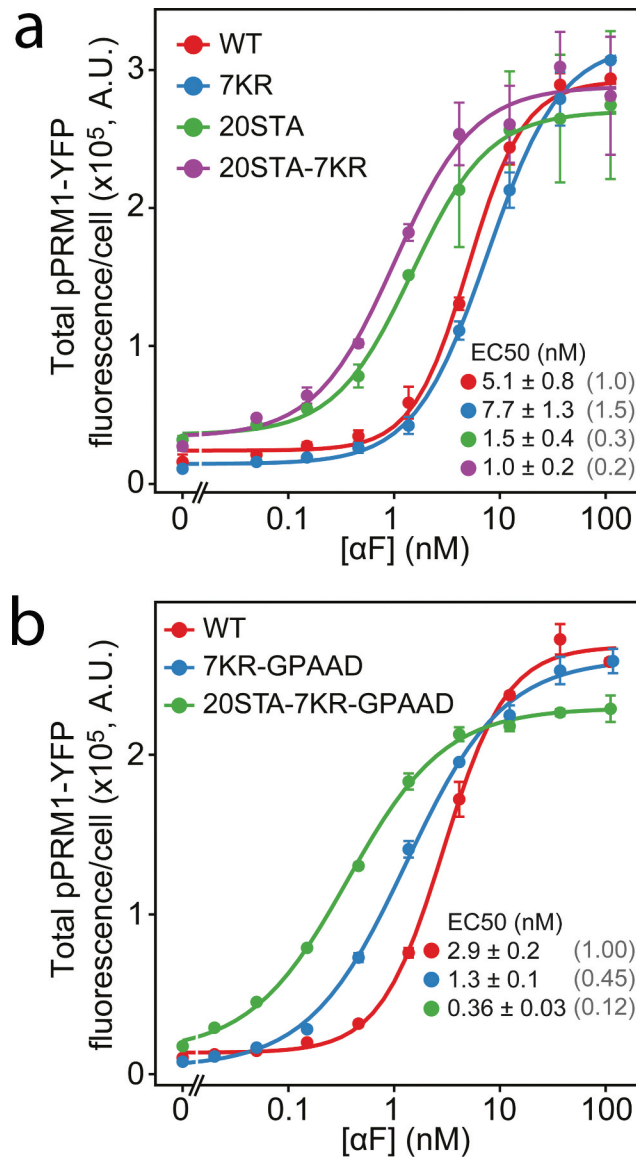 a
WT
7KR
20STA
20STA-7KR
Total pPRM1-YFP
fluorescence/cell (x10⁵, A.U.)
3
2
1
0
EC50 (nM)
5.1 ± 0.8 (1.0)
7.7 ± 1.3 (1.5)
1.5 ± 0.4 (0.3)
1.0 ± 0.2 (0.2)
0 0.1 1 10 100
[αF] (nM)
b
WT
7KR-GPAAD
20STA-7KR-GPAAD
Total pPRM1-YFP
fluorescence/cell (x10⁵, A.U.)
2
1
0
EC50 (nM)
2.9 ± 0.2 (1.00)
1.3 ± 0.1 (0.45)
0.36 ± 0.03 (0.12)
0 0.1 1 10 100
[αF] (nM)